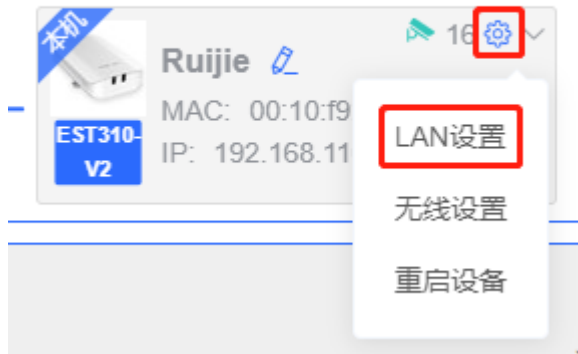 本机
Ruijie
16
MAC: 00:10:f9
EST310-
V2
IP: 192.168.11
LAN设置
无线设置
重启设备